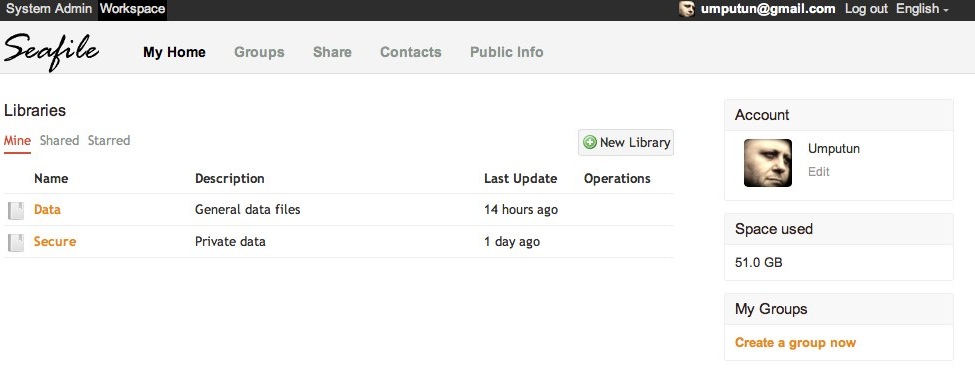 System Admin Workspace umputun@gmail.com Log out English
Seafile My Home Groups Share Contacts Public Info
Libraries
Mine Shared Starred New Library
Name Description Last Update Operations
Data General data files 14 hours ago
Secure Private data 1 day ago
Account
Umputun
Edit
Space used
51.0 GB
My Groups
Create a group now